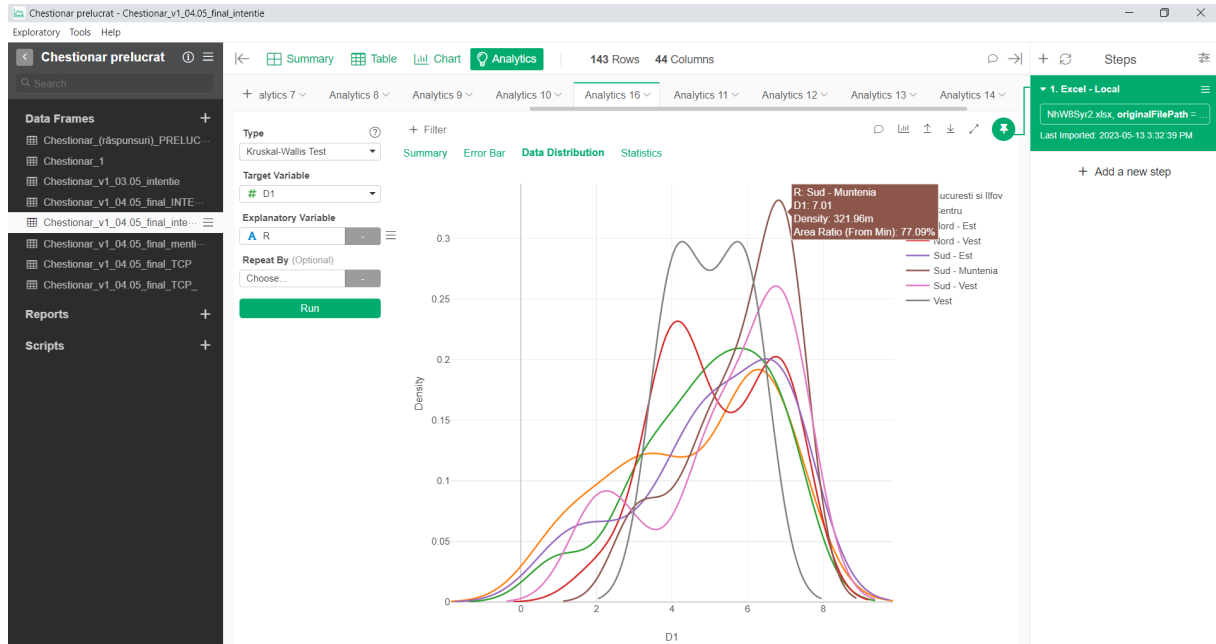 Chestionar prelucrat - Chestionar_v1_04.05_final_intentie
Exploratory Tools Help
Chestionar prelucrat
Search
Data Frames
Chestionar_(răspunsuri)_PRELUC···
Chestionar_1
Chestionar_v1_03.05_intentie
Chestionar_v1_04.05_final_INTE···
Chestionar_v1_04.05_final_inte···
Chestionar_v1_04.05_final_menti···
Chestionar_v1_04.05_final_TCP
Chestionar_v1_04.05_final_TCP_
Reports
Scripts
Summary Table Chart Analytics 143 Rows 44 Columns
alytics 7 Analytics 8 Analytics 9 Analytics 10 Analytics 16 Analytics 11 Analytics 12 Analytics 13 Analytics 14
Type
Kruskal-Wallis Test
Target Variable
# D1
Explanatory Variable
A R
Repeat By (Optional)
Choose...
Run
+ Filter
Summary Error Bar Data Distribution Statistics
R: Sud - Muntenia
D1: 7.01
Density: 321.96m
Area Ratio (From Min): 77.09%
ucuresti si Ilfov
entru
ord - Est
Nord - Vest
Sud - Est
Sud - Muntenia
Sud - Vest
Vest
Density
0.3
0.25
0.2
0.15
0.1
0.05
0
0 2 4 6 8
D1
Steps
1. Excel - Local
NhW8Syr2.xlsx, originalFilePath = ...
Last Imported: 2023-05-13 3:32:39 PM
+ Add a new step